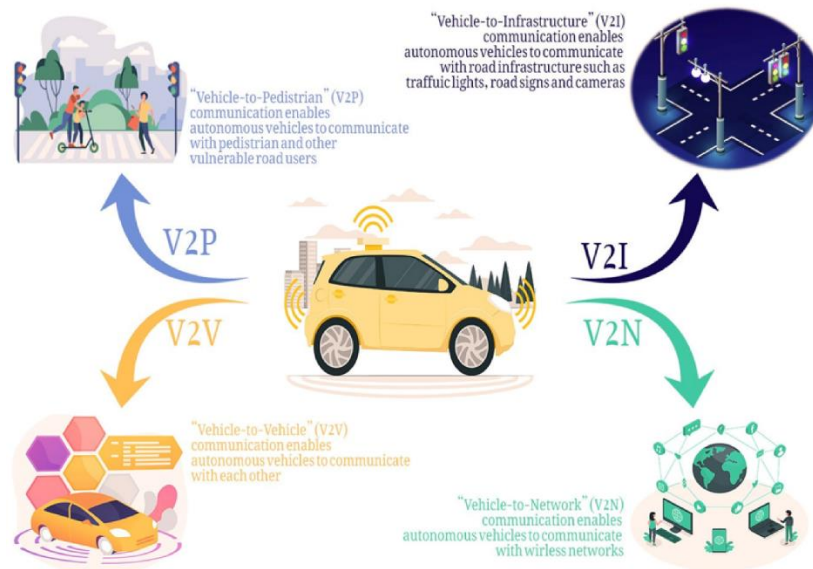 "Vehicle-to-Infrastructure" (V2I)
communication enables
autonomous vehicles to communicate
with road infrastructure such as
traffuic lights, road signs and cameras
"Vehicle-to-Pedistrian" (V2P)
communication enables
autonomous vehicles to communicate
with pedistrian and other
vulnerable road users
V2P
V2I
V2V
V2N
"Vehicle-to-Vehicle" (V2V)
communication enables
autonomous vehicles to communicate
with each other
"Vehicle-to-Network" (V2N)
communication enables
autonomous vehicles to communicate
with wirless networks